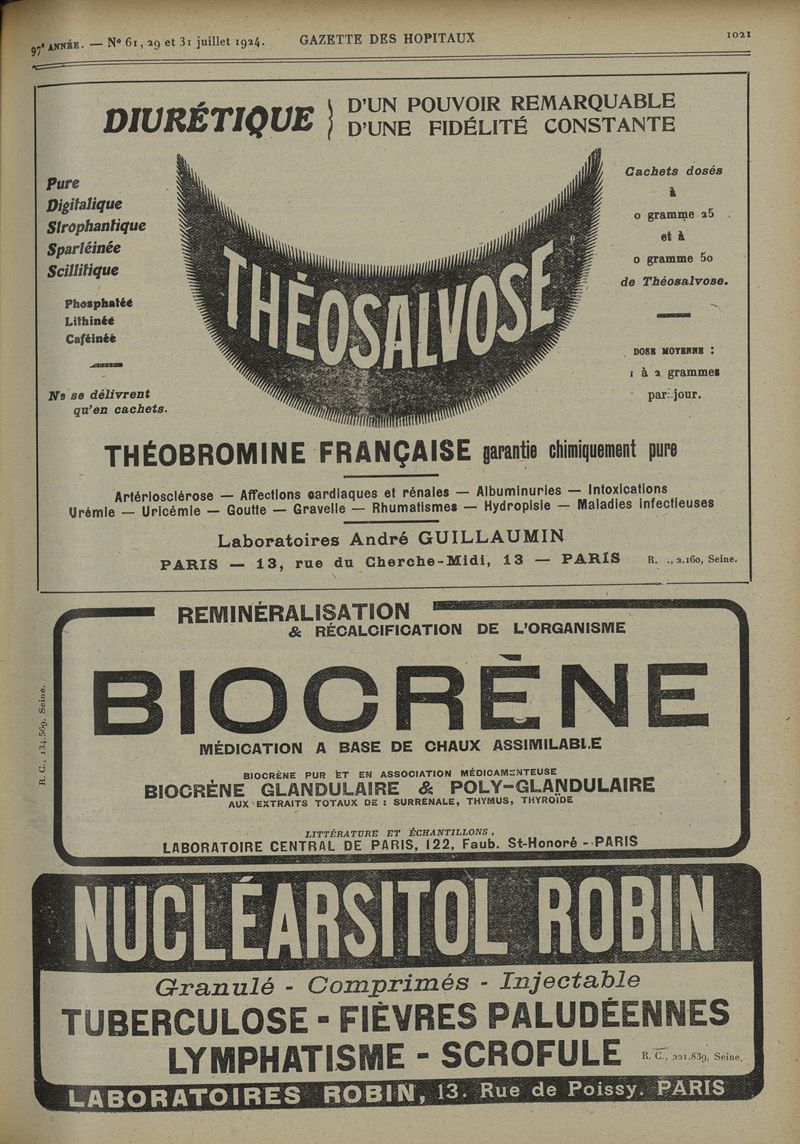 97e ANNÉE. — No 61, 29 et 31 juillet 1924.
GAZETTE DES HOPITAUX
1021
DIURÉTIQUE } D'UN POUVOIR REMARQUABLE
D'UNE FIDÉLITÉ CONSTANTE
Pure
Digitalique
Strophantique
Spartéinée
Scillitique
Phosphatée
Lithinée
Caféinée
Ne se délivrent
qu'en cachets.
THÉOSALVOSE
Cachets dosés
à
0 gramme 25
et à
0 gramme 50
de Théosalvose.
DOSE MOYENNE :
1 à 2 grammes
par jour.
THÉOBROMINE FRANÇAISE garantie chimiquement pure
Artériosclérose — Affections cardiaques et rénales — Albuminuries — Intoxications
Urémie — Uricémie — Goutte — Gravelle — Rhumatismes — Hydropisie — Maladies infectieuses
Laboratoires André GUILLAUMIN
PARIS — 13, rue du Cherche-Midi, 13 — PARIS
R. ., 2.160, Seine.
REMINÉRALISATION
& RÉCALCIFICATION DE L'ORGANISME
BIOCRÈNE
MÉDICATION A BASE DE CHAUX ASSIMILABLE
BIOCRÈNE PUR ET EN ASSOCIATION MÉDICAMENTEUSE
BIOCRÈNE GLANDULAIRE & POLY-GLANDULAIRE
AUX EXTRAITS TOTAUX DE : SURRÉNALE, THYMUS, THYROÏDE
LITTÉRATURE ET ÉCHANTILLONS,
LABORATOIRE CENTRAL DE PARIS, 122, Faub. St-Honoré - PARIS
R. C., 134.569, Seine.
NUCLÉARSITOL ROBIN
Granulé - Comprimés - Injectable
TUBERCULOSE - FIÈVRES PALUDÉENNES
LYMPHATISME - SCROFULE
R. C., 221.839, Seine.
LABORATOIRES ROBIN, 13. Rue de Poissy. PARIS